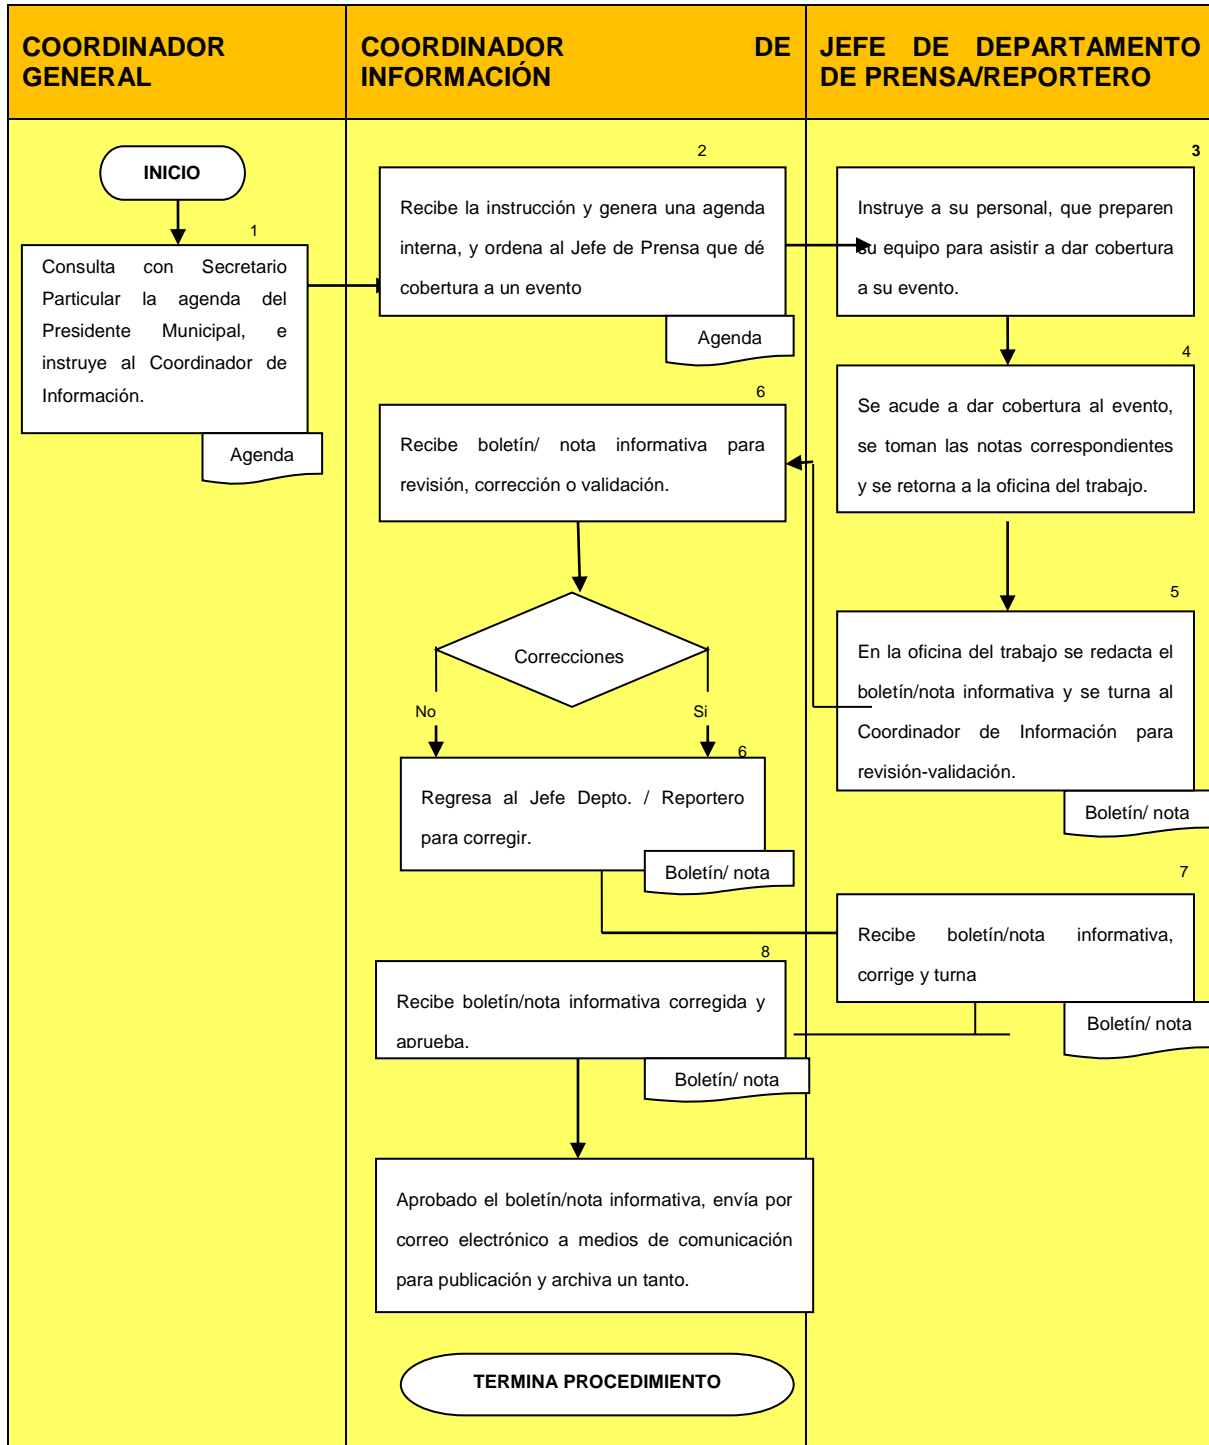 COORDINADOR
GENERAL
COORDINADOR DE
INFORMACIÓN
JEFE DE DEPARTAMENTO
DE PRENSA/REPORTERO
INICIO
1
Consulta con Secretario
Particular la agenda del
Presidente Municipal, e
instruye al Coordinador de
Información.
Agenda
2
Recibe la instrucción y genera una agenda
interna, y ordena al Jefe de Prensa que dé
cobertura a un evento
Agenda
3
Instruye a su personal, que preparen
su equipo para asistir a dar cobertura
a su evento.
4
Se acude a dar cobertura al evento,
se toman las notas correspondientes
y se retorna a la oficina del trabajo.
5
En la oficina del trabajo se redacta el
boletín/nota informativa y se turna al
Coordinador de Información para
revisión-validación.
Boletín/ nota
6
Recibe boletín/ nota informativa para
revisión, corrección o validación.
Correcciones
No
Si
6
Regresa al Jefe Depto. / Reportero
para corregir.
Boletín/ nota
7
Recibe boletín/nota informativa,
corrige y turna
Boletín/ nota
8
Recibe boletín/nota informativa corregida y
aprueba.
Boletín/ nota
Aprobado el boletín/nota informativa, envía por
correo electrónico a medios de comunicación
para publicación y archiva un tanto.
TERMINA PROCEDIMIENTO